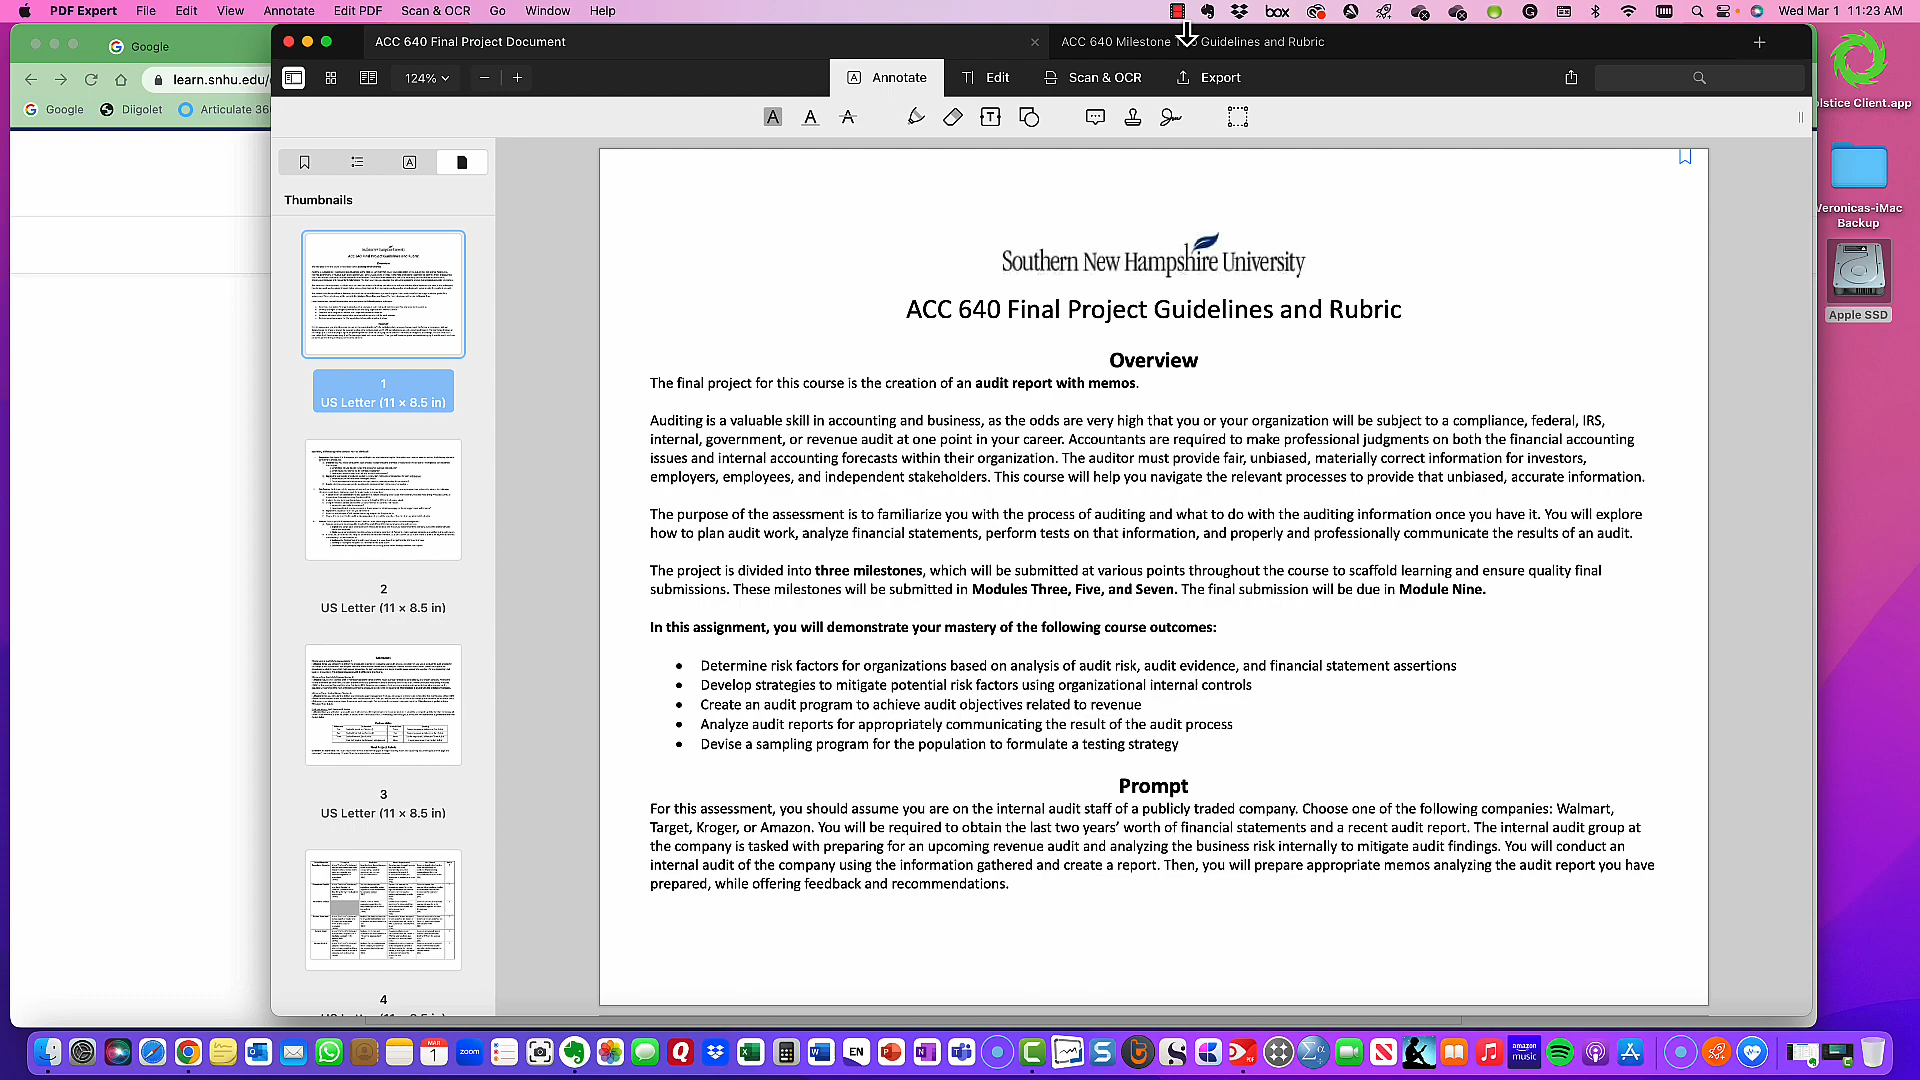 PDF Expert File Edit View Annotate Edit PDF Scan & OCR Go Window Help box Wed Mar 1 11:23 AM
Google
learn.snhu.edu/
Google Diigolet Articulate 36
ACC 640 Final Project Document
ACC 640 Milestone Guidelines and Rubric
124%
Annotate Edit Scan & OCR Export
Thumbnails
1
US Letter (11 × 8.5 in)
2
US Letter (11 × 8.5 in)
3
US Letter (11 × 8.5 in)
4
Southern New Hampshire University
ACC 640 Final Project Guidelines and Rubric
Overview
The final project for this course is the creation of an audit report with memos.
Auditing is a valuable skill in accounting and business, as the odds are very high that you or your organization will be subject to a compliance, federal, IRS,
internal, government, or revenue audit at one point in your career. Accountants are required to make professional judgments on both the financial accounting
issues and internal accounting forecasts within their organization. The auditor must provide fair, unbiased, materially correct information for investors,
employers, employees, and independent stakeholders. This course will help you navigate the relevant processes to provide that unbiased, accurate information.
The purpose of the assessment is to familiarize you with the process of auditing and what to do with the auditing information once you have it. You will explore
how to plan audit work, analyze financial statements, perform tests on that information, and properly and professionally communicate the results of an audit.
The project is divided into three milestones, which will be submitted at various points throughout the course to scaffold learning and ensure quality final
submissions. These milestones will be submitted in Modules Three, Five, and Seven. The final submission will be due in Module Nine.
In this assignment, you will demonstrate your mastery of the following course outcomes:
• Determine risk factors for organizations based on analysis of audit risk, audit evidence, and financial statement assertions
• Develop strategies to mitigate potential risk factors using organizational internal controls
• Create an audit program to achieve audit objectives related to revenue
• Analyze audit reports for appropriately communicating the result of the audit process
• Devise a sampling program for the population to formulate a testing strategy
Prompt
For this assessment, you should assume you are on the internal audit staff of a publicly traded company. Choose one of the following companies: Walmart,
Target, Kroger, or Amazon. You will be required to obtain the last two years’ worth of financial statements and a recent audit report. The internal audit group at
the company is tasked with preparing for an upcoming revenue audit and analyzing the business risk internally to mitigate audit findings. You will conduct an
internal audit of the company using the information gathered and create a report. Then, you will prepare appropriate memos analyzing the audit report you have
prepared, while offering feedback and recommendations.
lstice Client.app
Veronicas-iMac
Backup
Apple SSD
MAR
1
zoom
EN
amazon
music